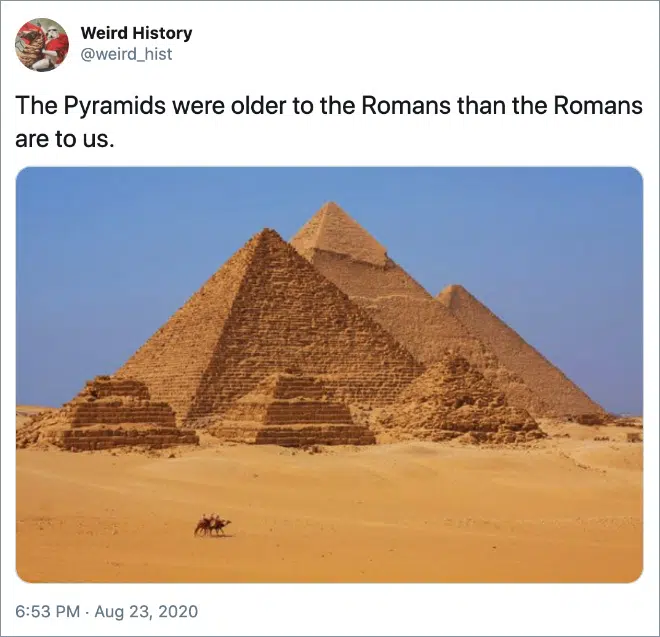 Weird History
@weird_hist
The Pyramids were older to the Romans than the Romans
are to us.
6:53 PM · Aug 23, 2020